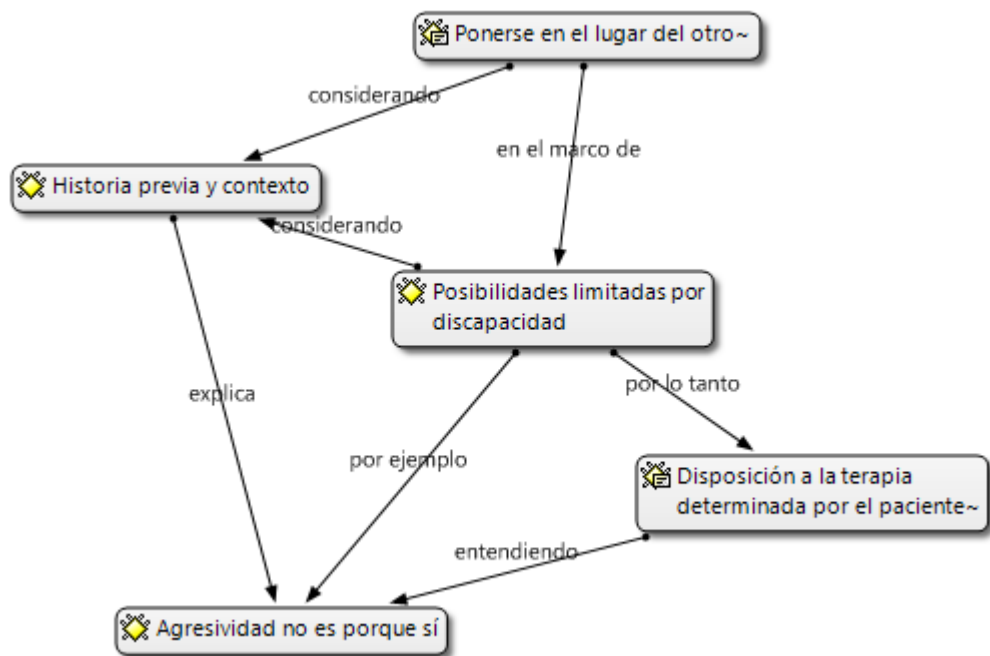 Ponerse en el lugar del otro~
considerando
en el marco de
Historia previa y contexto
considerando
Posibilidades limitadas por
discapacidad
por lo tanto
explica
por ejemplo
Disposición a la terapia
determinada por el paciente~
entendiendo
Agresividad no es porque sí